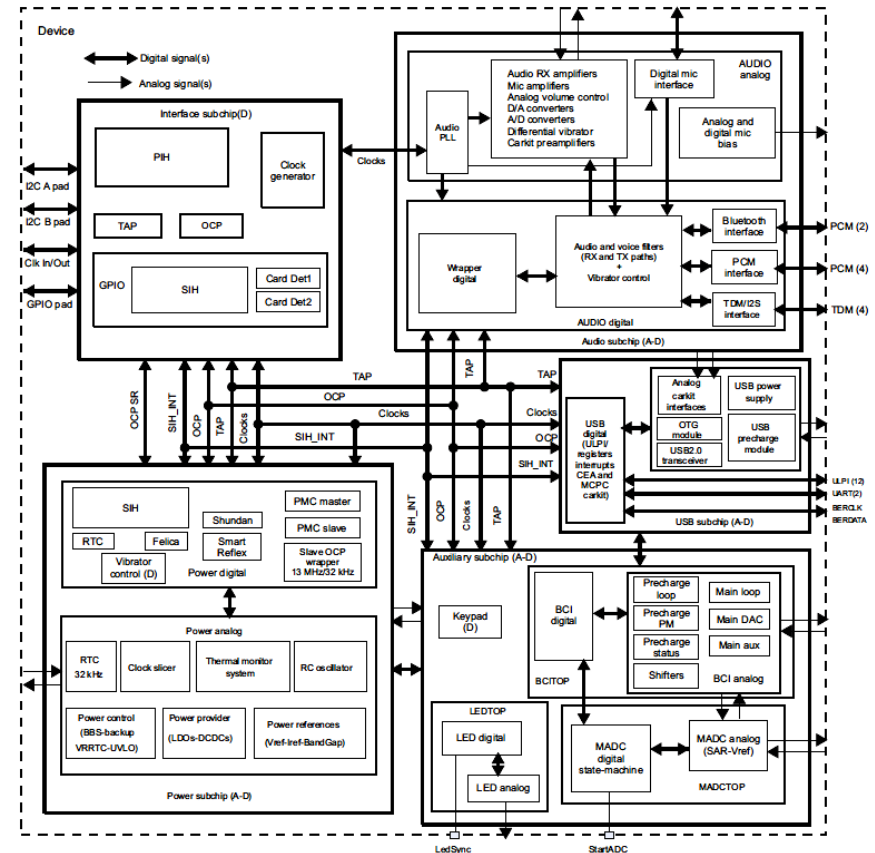 Device
Digital signal(s)
Analog signal(s)
Interface subchip(D)
PIH
Clock
generator
TAP
OCP
GPIO
SIH
Card Det1
Card Det2
I2C A pad
I2C B pad
Clk In/Out
GPIO pad
Clocks
AUDIO
analog
Audio RX amplifiers
Mic amplifiers
Analog volume control
D/A converters
A/D converters
Differential vibrator
Carkit preamplifiers
Digital mic
interface
Audio
PLL
Analog and
digital mic
bias
Wrapper
digital
Audio and voice filters
(RX and TX paths)
+
Vibrator control
Bluetooth
interface
PCM
interface
TDM/I2S
interface
AUDIO digital
Audio subchip (A-D)
PCM (2)
PCM (4)
TDM (4)
OCP SR
SIH_INT
OCP
TAP
Clocks
TAP
TAP
OCP
Clocks
SIH_INT
TAP
Clocks
OCP
SIH_INT
SIH_INT
OCP
Clocks
TAP
USB
digital
(ULPI/
registers
interrupts
CEA and
MCPC
carkit)
Analog
carkit
interfaces
OTG
module
USB2.0
transceiver
USB power
supply
USB
precharge
module
USB subchip (A-D)
ULPI (12)
UART(2)
BERCLK
BERDATA
SIH
RTC
Felica
Vibrator
control (D)
Shundan
Smart
Reflex
PMC master
PMC slave
Slave OCP
wrapper
13 MHz/32 kHz
Power digital
Power analog
RTC
32 kHz
Clock slicer
Thermal monitor
system
RC oscillator
Power control
(BBS-backup
VRRTC-UVLO)
Power provider
(LDOs-DCDCs)
Power references
(Vref-Iref-BandGap)
Power subchip (A-D)
Auxiliary subchip (A-D)
Keypad
(D)
BCI
digital
BCITOP
Precharge
loop
Precharge
PM
Precharge
status
Shifters
Main loop
Main DAC
Main aux
BCI analog
LEDTOP
LED digital
LED analog
MADC
digital
state-machine
MADC analog
(SAR-Vref)
MADCTOP
LedSync
StartADC